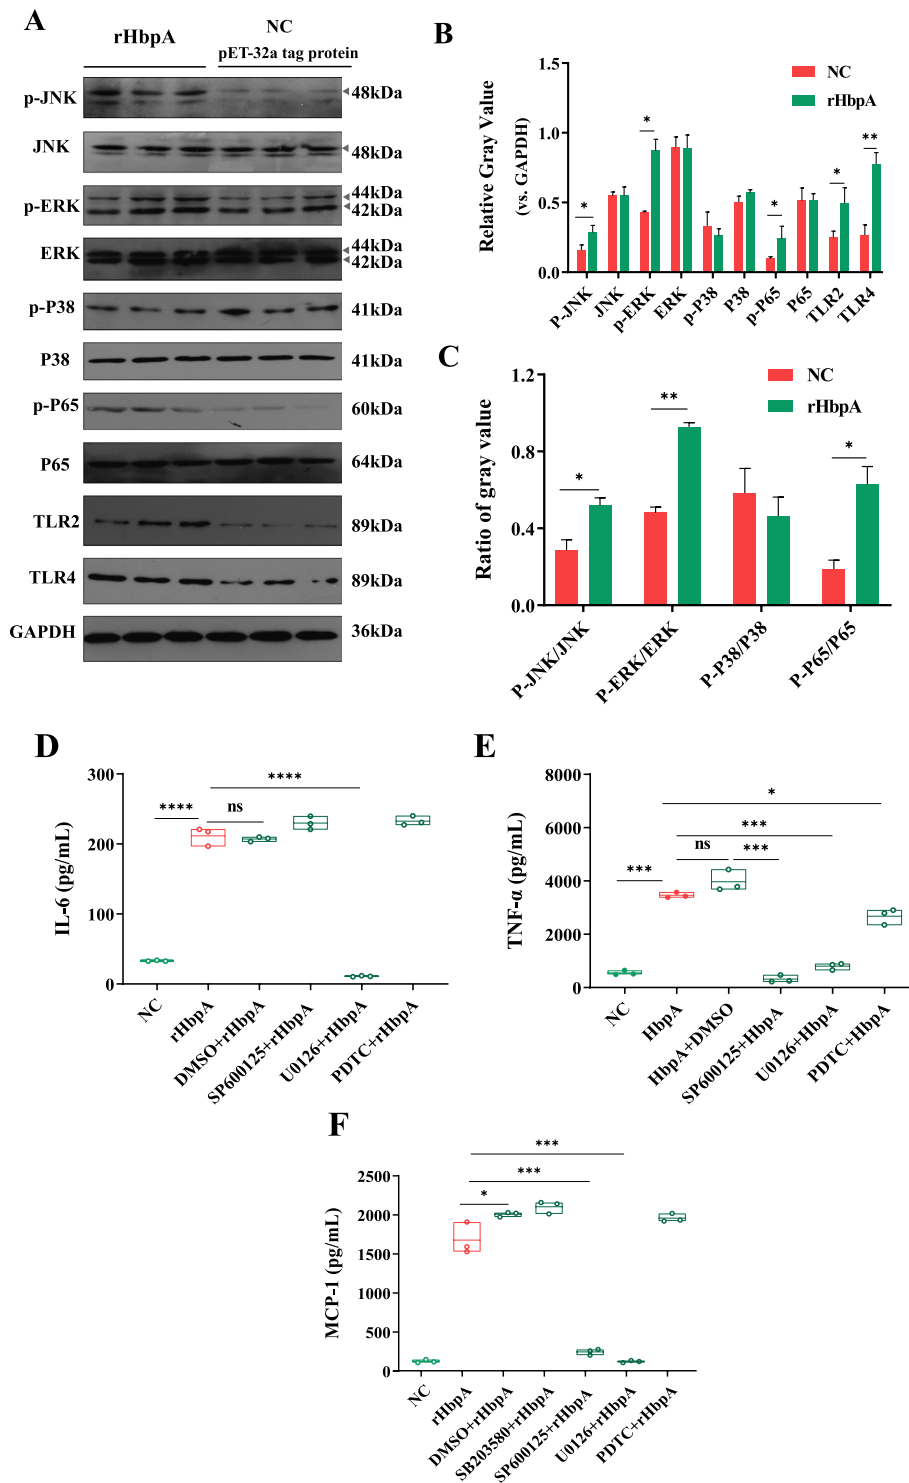 A
rHbpA
NC
pET-32a tag protein
p-JNK
48kDa
JNK
48kDa
p-ERK
44kDa
42kDa
ERK
44kDa
42kDa
p-P38
41kDa
P38
41kDa
p-P65
60kDa
P65
64kDa
TLR2
89kDa
TLR4
89kDa
GAPDH
36kDa
B
Relative Gray Value
(vs. GAPDH)
1.5
1.0
0.5
0.0
NC
rHbpA
*
*
*
*
**
P-JNK
JNK
p-ERK
ERK
p-P38
P38
p-P65
P65
TLR2
TLR4
C
Ratio of gray value
1.2
0.8
0.4
0.0
NC
rHbpA
*
**
*
P-JNK/JNK
P-ERK/ERK
P-P38/P38
P-P65/P65
D
IL-6 (pg/mL)
300
200
100
0
****
ns
****
NC
rHbpA
DMSO+rHbpA
SP600125+rHbpA
U0126+rHbpA
PDTC+rHbpA
E
TNF-α (pg/mL)
8000
6000
4000
2000
0
*
***
ns
***
***
NC
HbpA
HbpA+DMSO
SP600125+HbpA
U0126+HbpA
PDTC+HbpA
F
MCP-1 (pg/mL)
2500
2000
1500
1000
500
0
***
***
*
NC
rHbpA
DMSO+rHbpA
SB203580+rHbpA
SP600125+rHbpA
U0126+rHbpA
PDTC+rHbpA